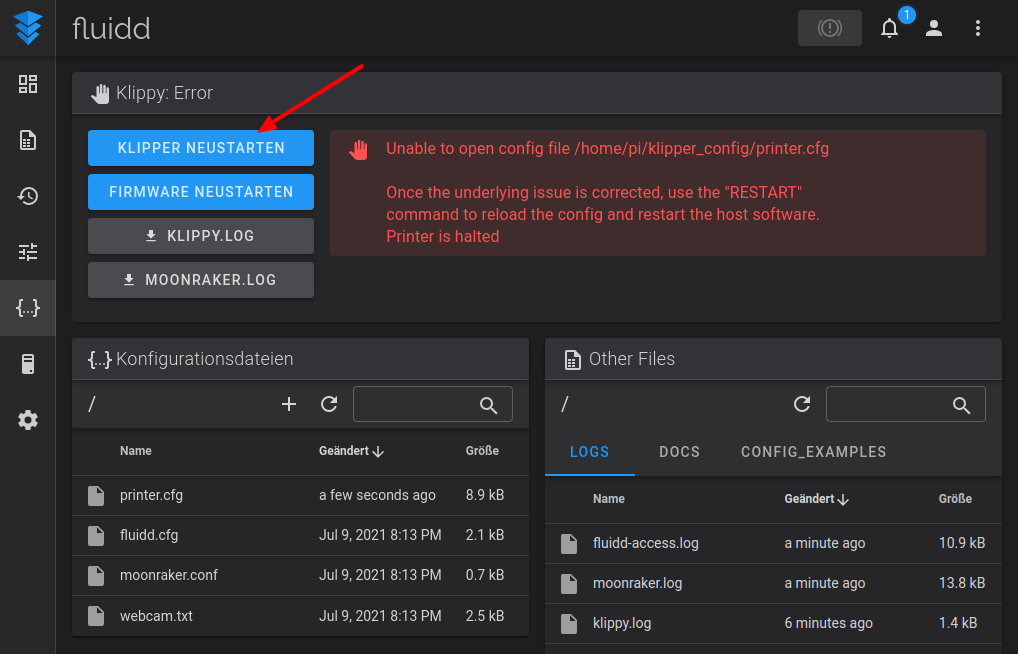 fluidd
1
Klippy: Error
KLIPPER NEUSTARTEN
FIRMWARE NEUSTARTEN
KLIPPY.LOG
MOONRAKER.LOG
Unable to open config file /home/pi/klipper_config/printer.cfg
Once the underlying issue is corrected, use the "RESTART"
command to reload the config and restart the host software.
Printer is halted
{...} Konfigurationsdateien
/
Name Geändert Größe
printer.cfg a few seconds ago 8.9 kB
fluidd.cfg Jul 9, 2021 8:13 PM 2.1 kB
moonraker.conf Jul 9, 2021 8:13 PM 0.7 kB
webcam.txt Jul 9, 2021 8:13 PM 2.5 kB
Other Files
/
LOGS DOCS CONFIG_EXAMPLES
Name Geändert Größe
fluidd-access.log a minute ago 10.9 kB
moonraker.log a minute ago 13.8 kB
klippy.log 6 minutes ago 1.4 kB